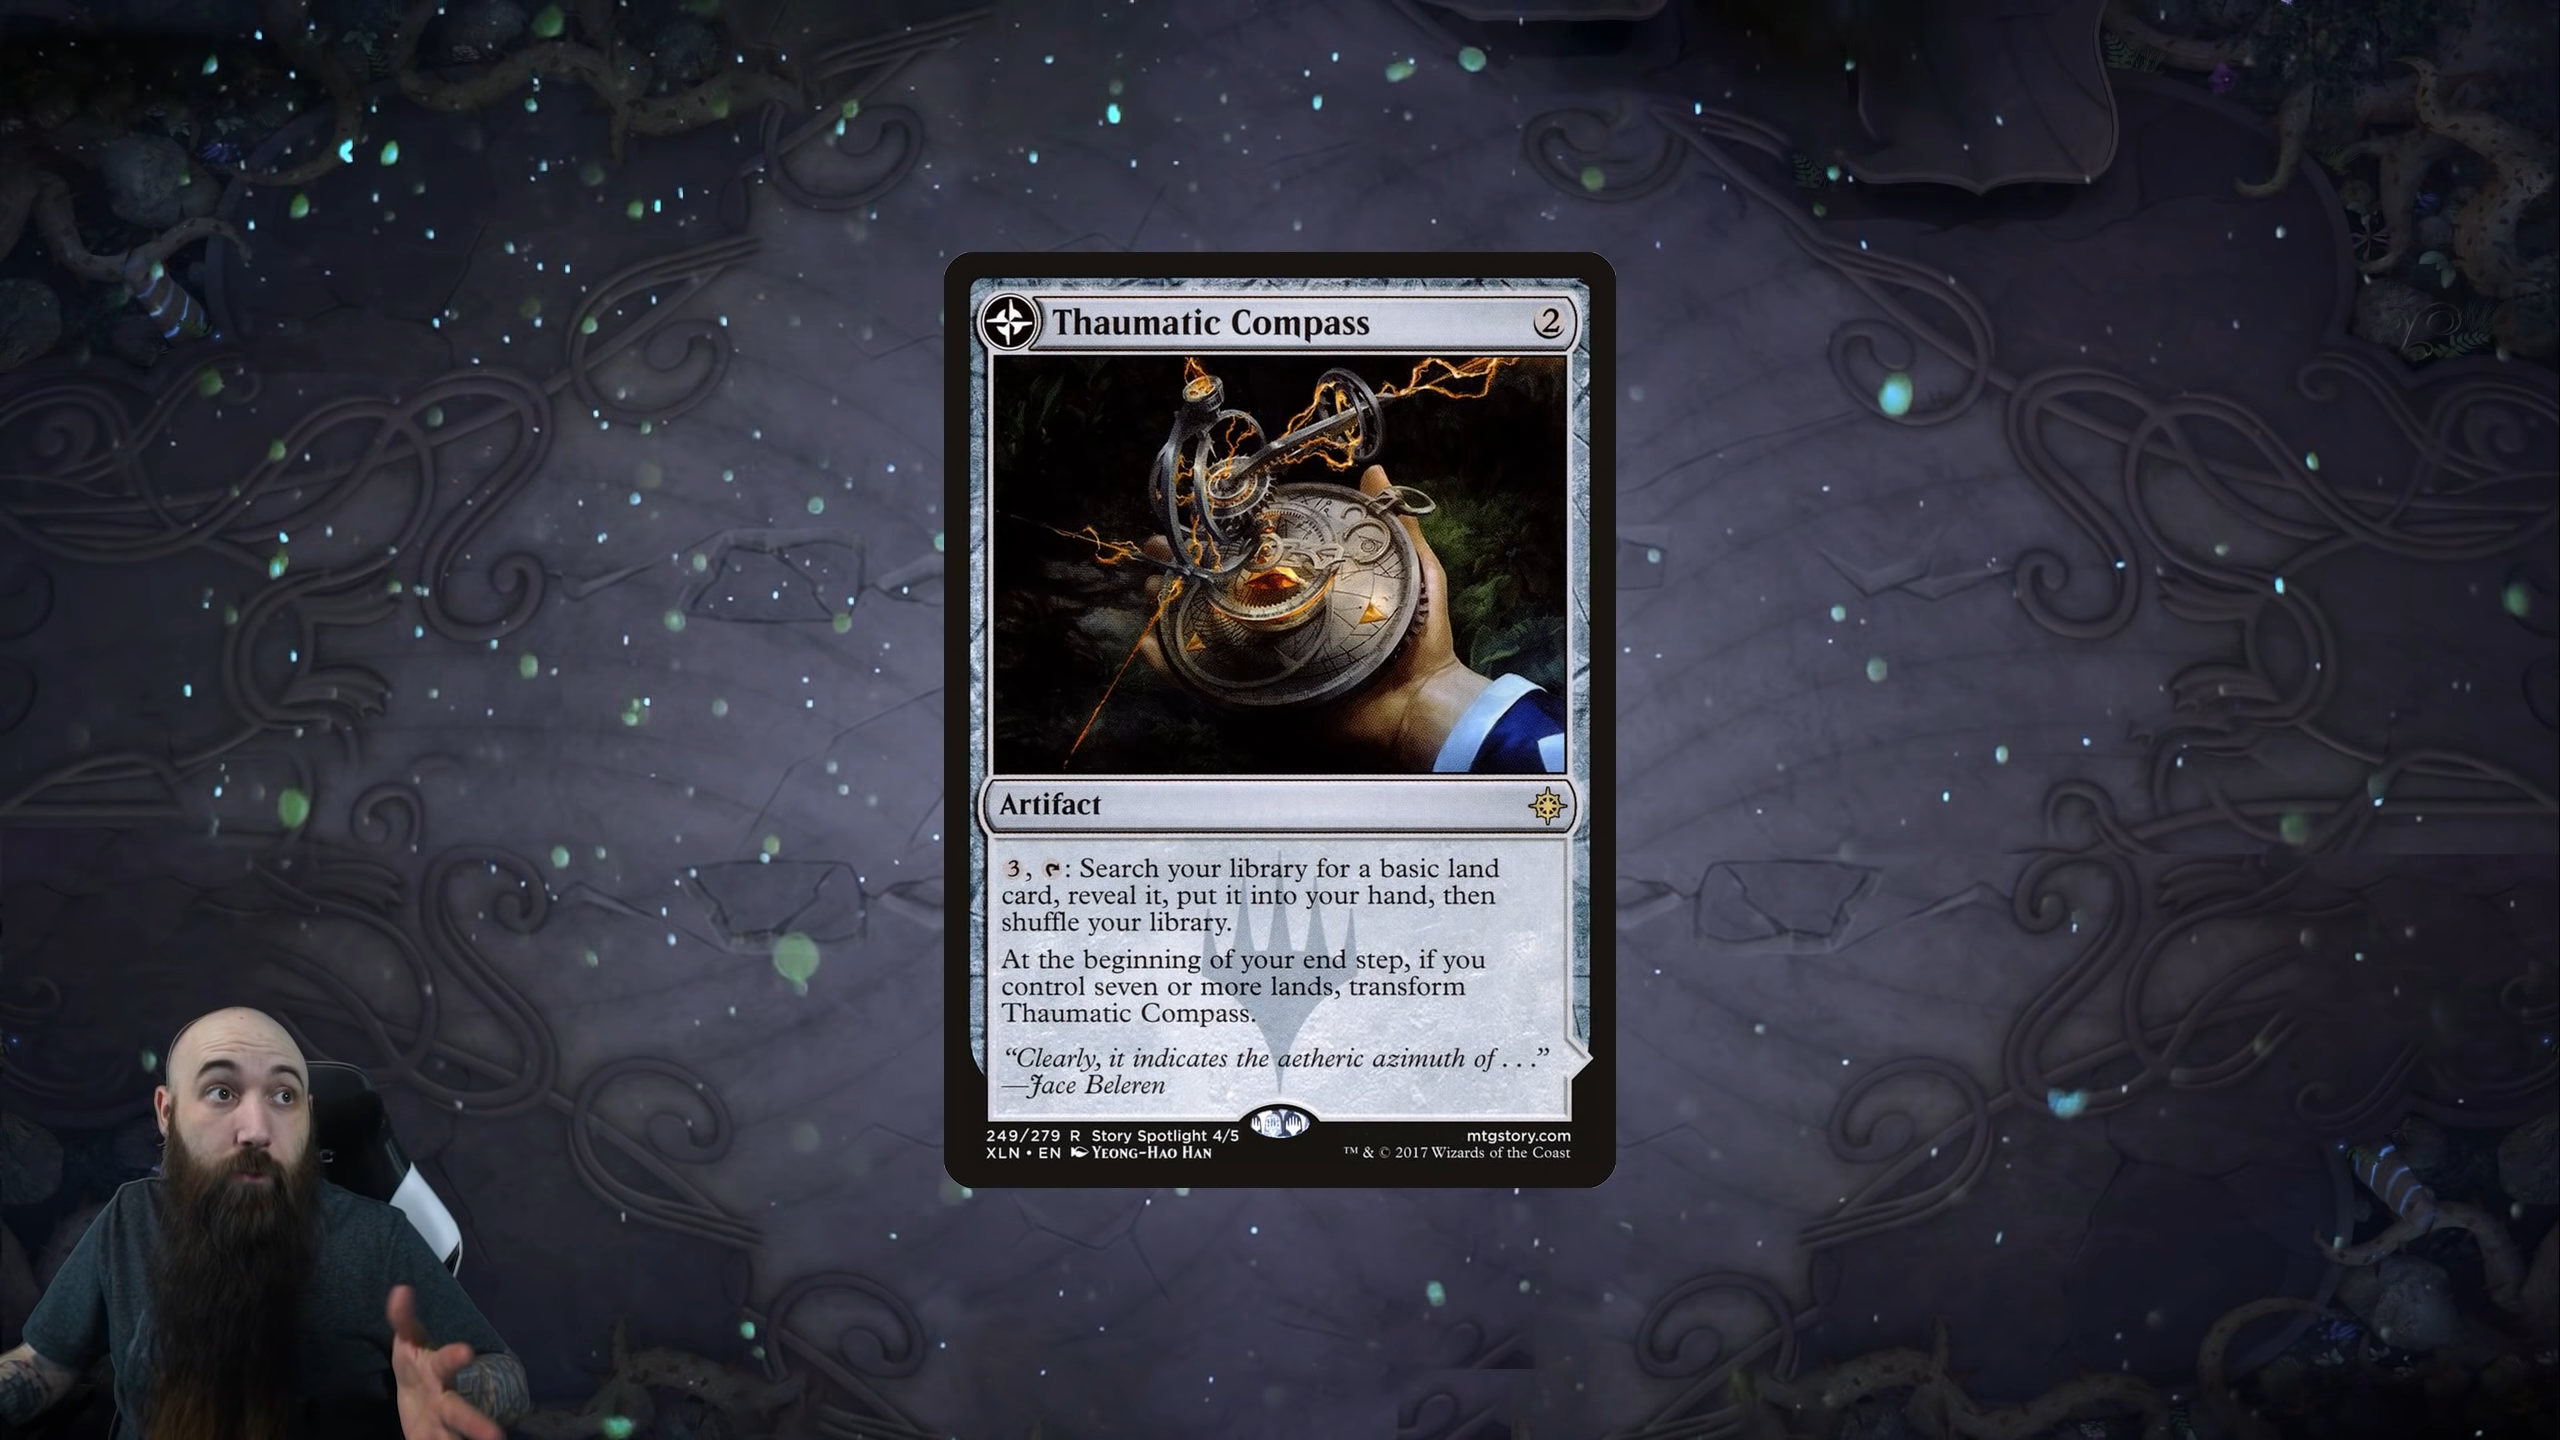 Thaumatic Compass
2
Artifact
3, : Search your library for a basic land
card, reveal it, put it into your hand, then
shuffle your library.
At the beginning of your end step, if you
control seven or more lands, transform
Thaumatic Compass.
“Clearly, it indicates the aetheric azimuth of . . .”
—Jace Beleren
249/279 R Story Spotlight 4/5
mtgstory.com
XLN • EN Yeong-Hao Han
™ & © 2017 Wizards of the Coast